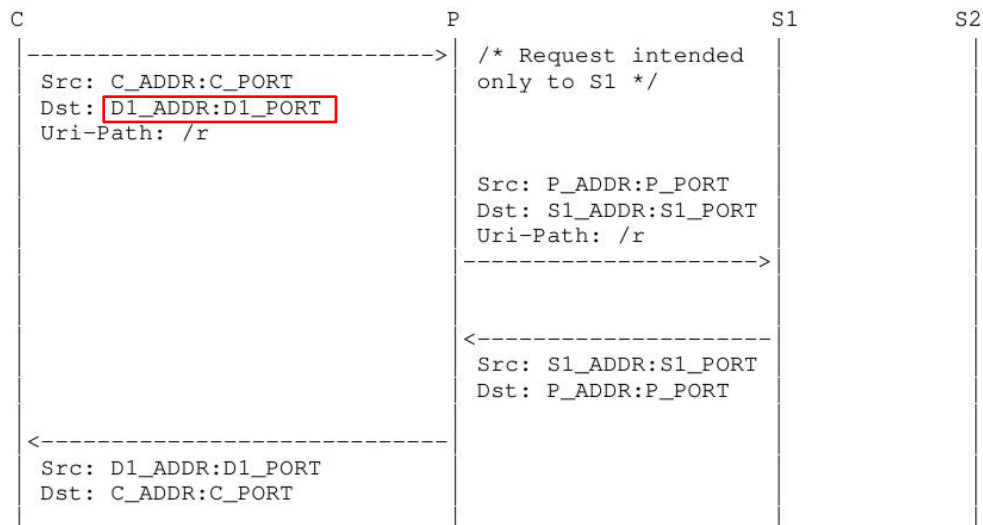 C P S1 S2
/* Request intended
Src: C_ADDR:C_PORT only to S1 */
Dst: D1_ADDR:D1_PORT
Uri-Path: /r
Src: P_ADDR:P_PORT
Dst: S1_ADDR:S1_PORT
Uri-Path: /r
Src: S1_ADDR:S1_PORT
Dst: P_ADDR:P_PORT
Src: D1_ADDR:D1_PORT
Dst: C_ADDR:C_PORT